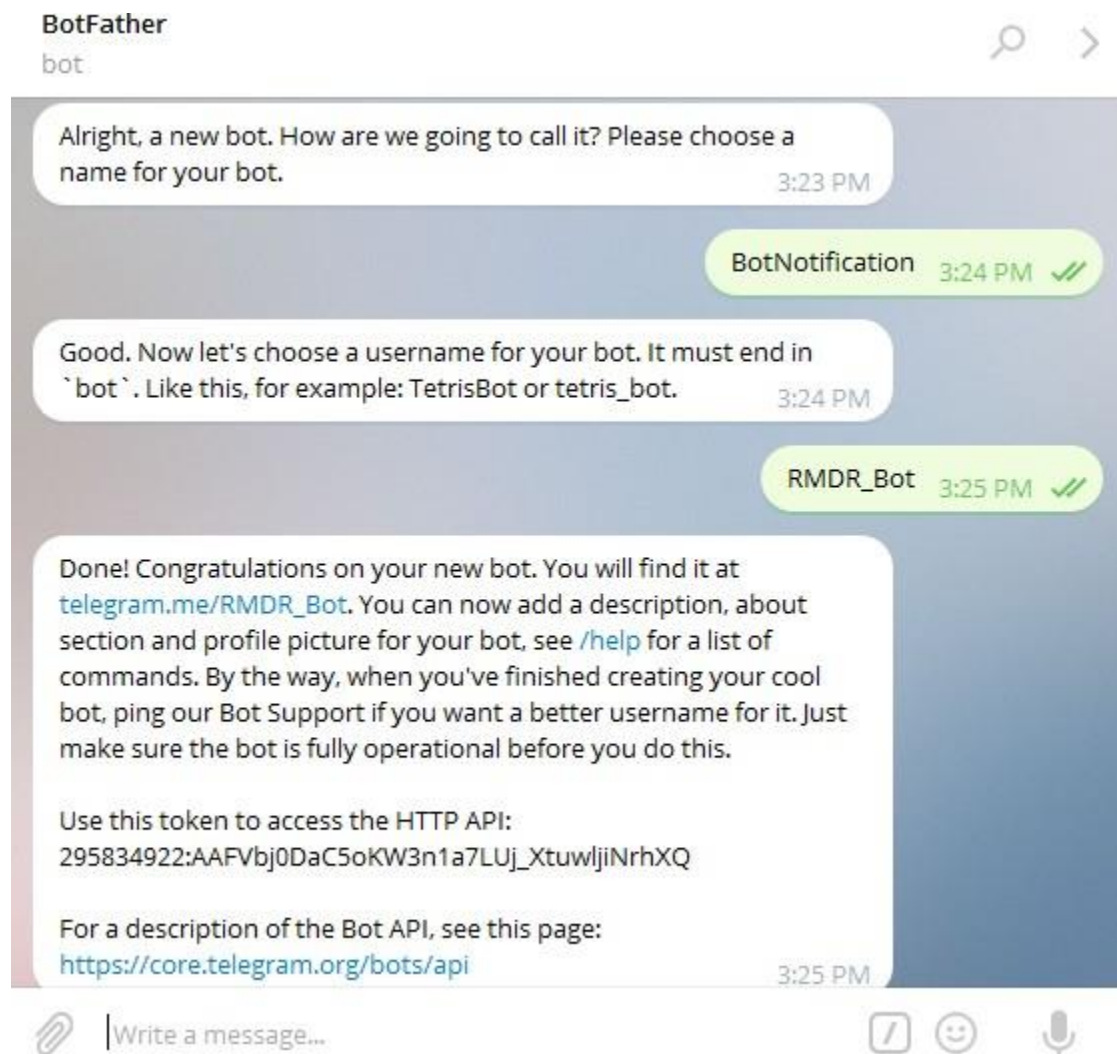 BotFather
bot
Alright, a new bot. How are we going to call it? Please choose a
name for your bot.
3:23 PM
BotNotification
3:24 PM
Good. Now let's choose a username for your bot. It must end in
`bot`. Like this, for example: TetrisBot or tetris_bot.
3:24 PM
RMDR_Bot
3:25 PM
Done! Congratulations on your new bot. You will find it at
telegram.me/RMDR_Bot. You can now add a description, about
section and profile picture for your bot, see /help for a list of
commands. By the way, when you've finished creating your cool
bot, ping our Bot Support if you want a better username for it. Just
make sure the bot is fully operational before you do this.
Use this token to access the HTTP API:
295834922:AAFVbj0DaC5oKW3n1a7LUj_XtuwljiNrhXQ
For a description of the Bot API, see this page:
https://core.telegram.org/bots/api
3:25 PM
Write a message...